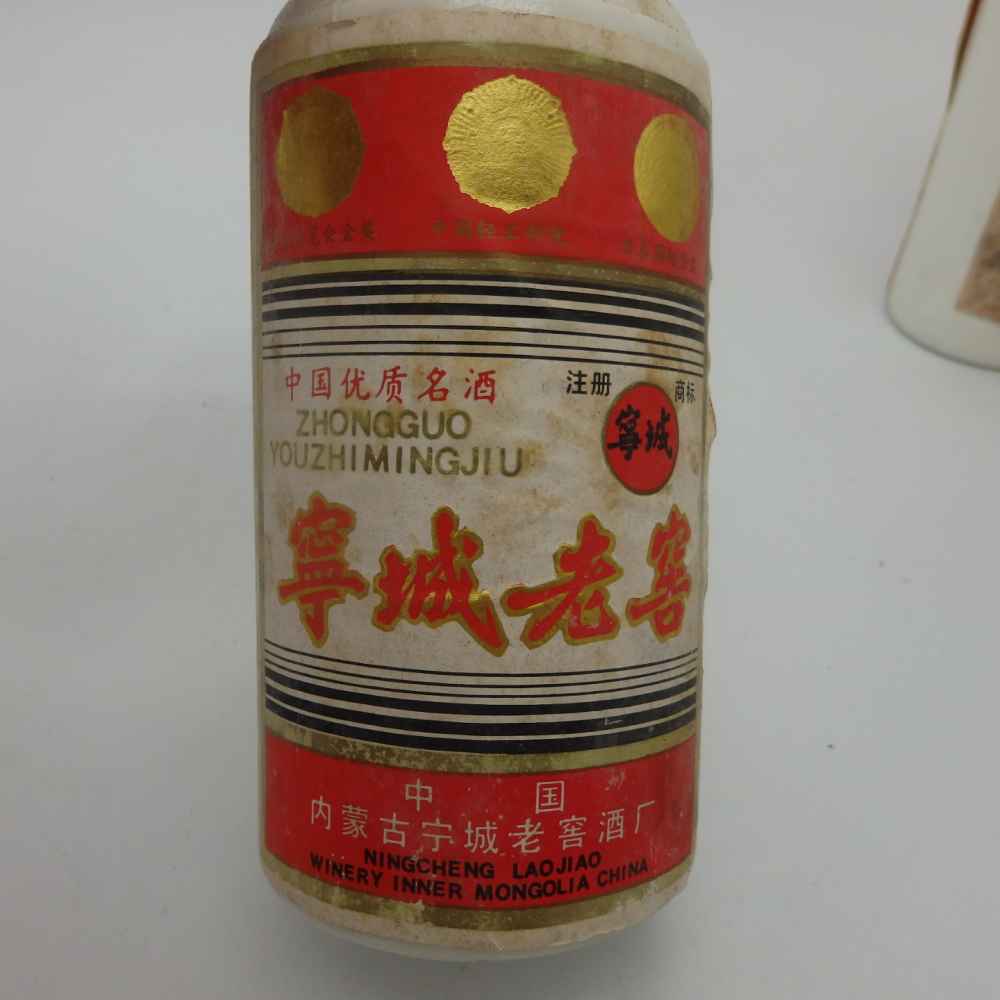 中国优质名酒
ZHONGGUO
YOUZHIMINGJIU
注册 商标
寧城
寧城老窖
中 国
内蒙古宁城老窖酒厂
NINGCHENG LAOJIAO
WINERY INNER MONGOLIA CHINA